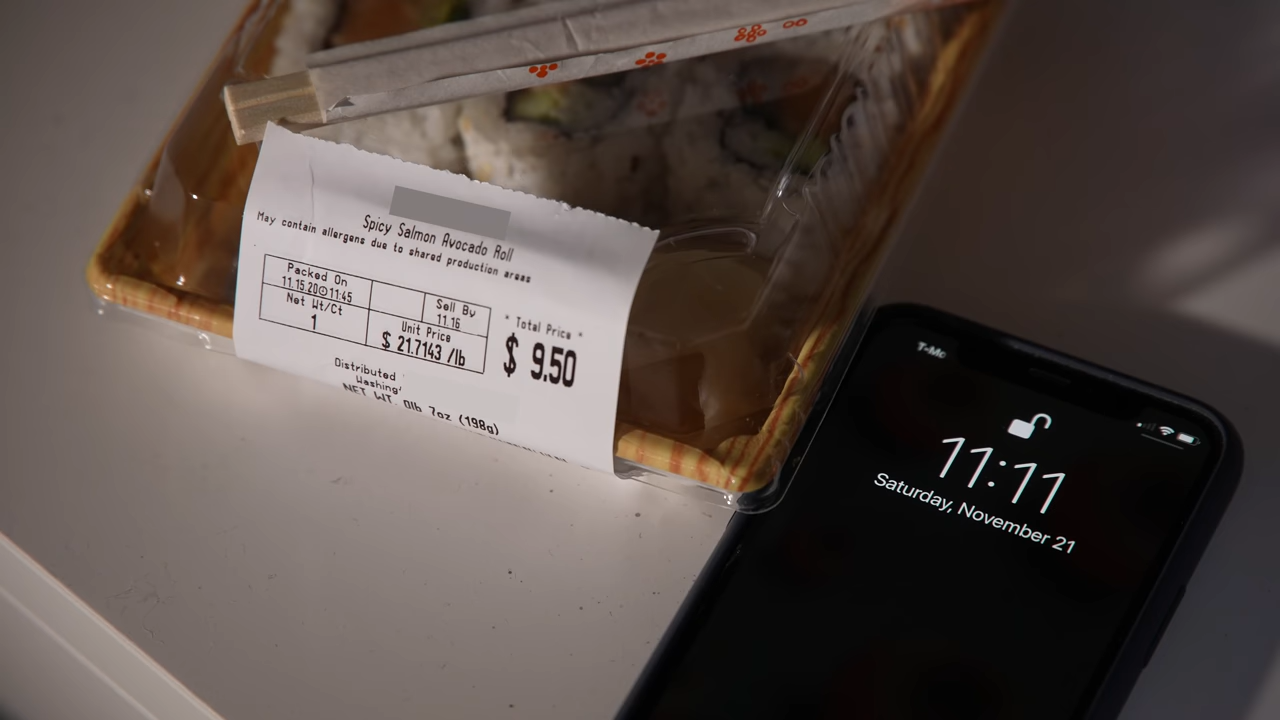 Spicy Salmon Avocado Roll
May contain allergens due to shared production areas
Packed On
11.15.20 11:45
Sell By
11.16
Net Wt/Ct
1
Unit Price
$ 21.7143 /lb
* Total Price *
$ 9.50
Distributed
NET WT. 0lb 7oz (198g)
11:11
Saturday, November 21